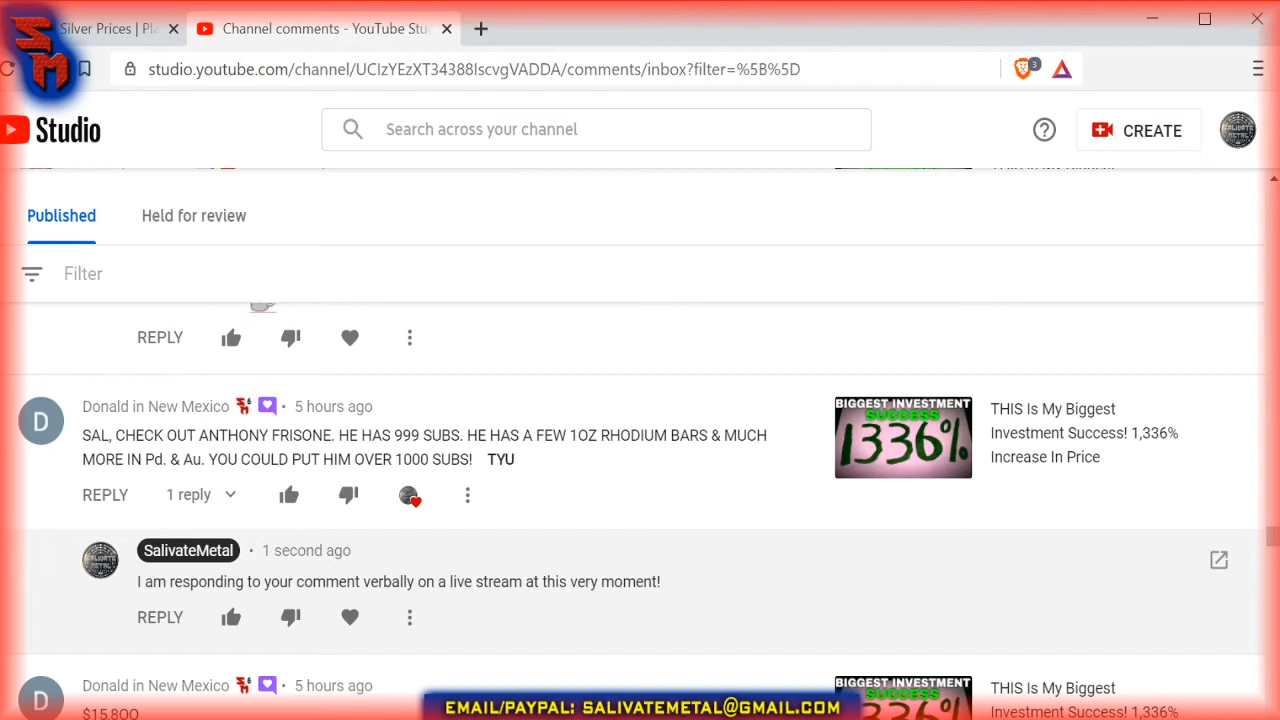 Silver Prices | Pl
Channel comments - YouTube Stu
studio.youtube.com/channel/UCIzYEzXT34388IscvgVADDA/comments/inbox?filter=%5B%5D
3
Studio
Search across your channel
CREATE
Published
Held for review
Filter
REPLY
D
Donald in New Mexico • 5 hours ago
SAL, CHECK OUT ANTHONY FRISONE. HE HAS 999 SUBS. HE HAS A FEW 1OZ RHODIUM BARS & MUCH
MORE IN Pd. & Au. YOU COULD PUT HIM OVER 1000 SUBS! TYU
REPLY 1 reply
BIGGEST INVESTMENT
SUCCESS
1336%
THIS Is My Biggest
Investment Success! 1,336%
Increase In Price
SalivateMetal • 1 second ago
I am responding to your comment verbally on a live stream at this very moment!
REPLY
D
Donald in New Mexico • 5 hours ago
$15,800
BIGGEST INVESTMENT
SUCCESS
THIS Is My Biggest
Investment Success! 1,336%
EMAIL/PAYPAL: SALIVATEMETAL@GMAIL.COM
SM